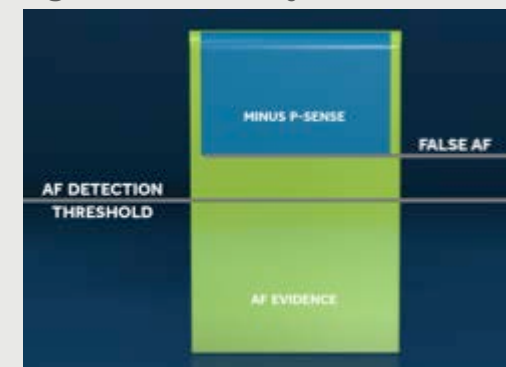 MINUS P-SENSE
FALSE AF
AF DETECTION
THRESHOLD
AF EVIDENCE